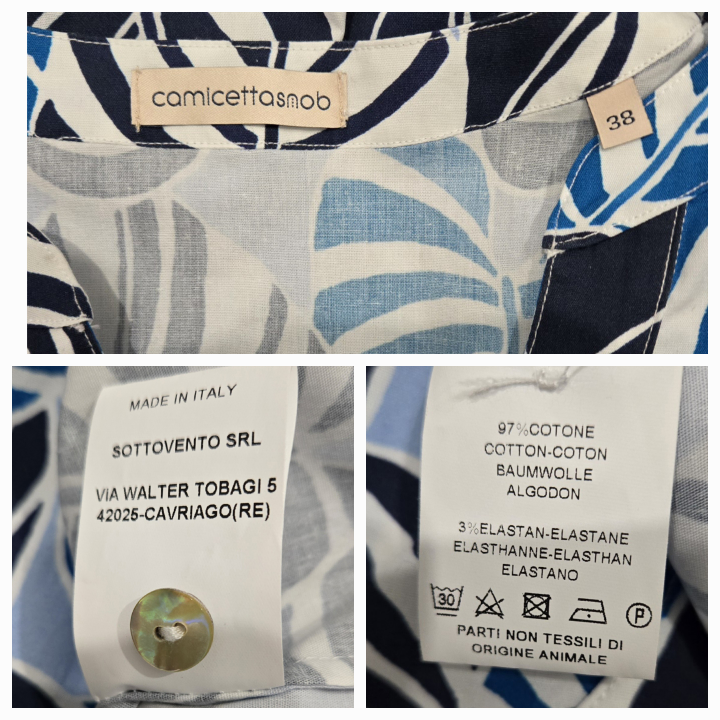 camicettasnob
38
MADE IN ITALY
SOTTOVENTO SRL
VIA WALTER TOBAGI 5
42025-CAVRIAGO(RE)
97%COTONE
COTTON-COTON
BAUMWOLLE
ALGODON
3%ELASTAN-ELASTANE
ELASTHANNE-ELASTHAN
ELASTANO
30
P
PARTI NON TESSILI DI
ORIGINE ANIMALE